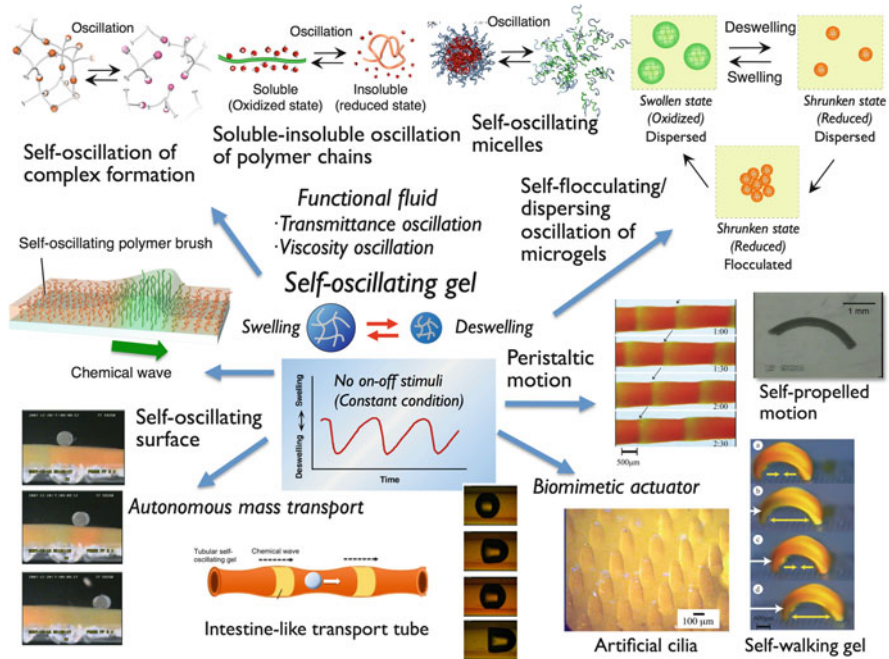 Oscillation
Self-oscillation of
complex formation
Oscillation
Soluble
(Oxidized state)
Insoluble
(reduced state)
Soluble-insoluble oscillation
of polymer chains
Oscillation
Self-oscillating
micelles
Deswelling
Swelling
Swollen state
(Oxidized)
Dispersed
Shrunken state
(Reduced)
Dispersed
Shrunken state
(Reduced)
Flocculated
Self-flocculating/
dispersing
oscillation of
microgels
Functional fluid
·Transmittance oscillation
·Viscosity oscillation
Self-oscillating polymer brush
Chemical wave
Self-oscillating
surface
Self-oscillating gel
Swelling
Deswelling
No on-off stimuli
(Constant condition)
Deswelling
Swelling
Time
Peristaltic
motion
1:00
1:30
2:00
2:30
500μm
1 mm
Self-propelled
motion
Autonomous mass transport
Tubular self-
oscillating gel
Chemical wave
Intestine-like transport tube
Biomimetic actuator
100 μm
Artificial cilia
a
b
c
d
Self-walking gel